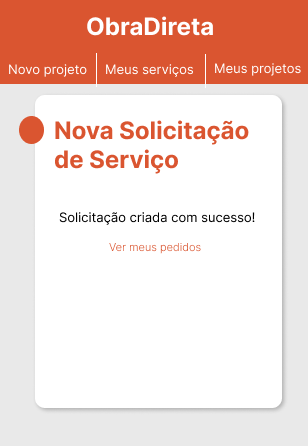 ObraDireta
Novo projeto
Meus serviços
Meus projetos
Nova Solicitação
de Serviço
Solicitação criada com sucesso!
Ver meus pedidos